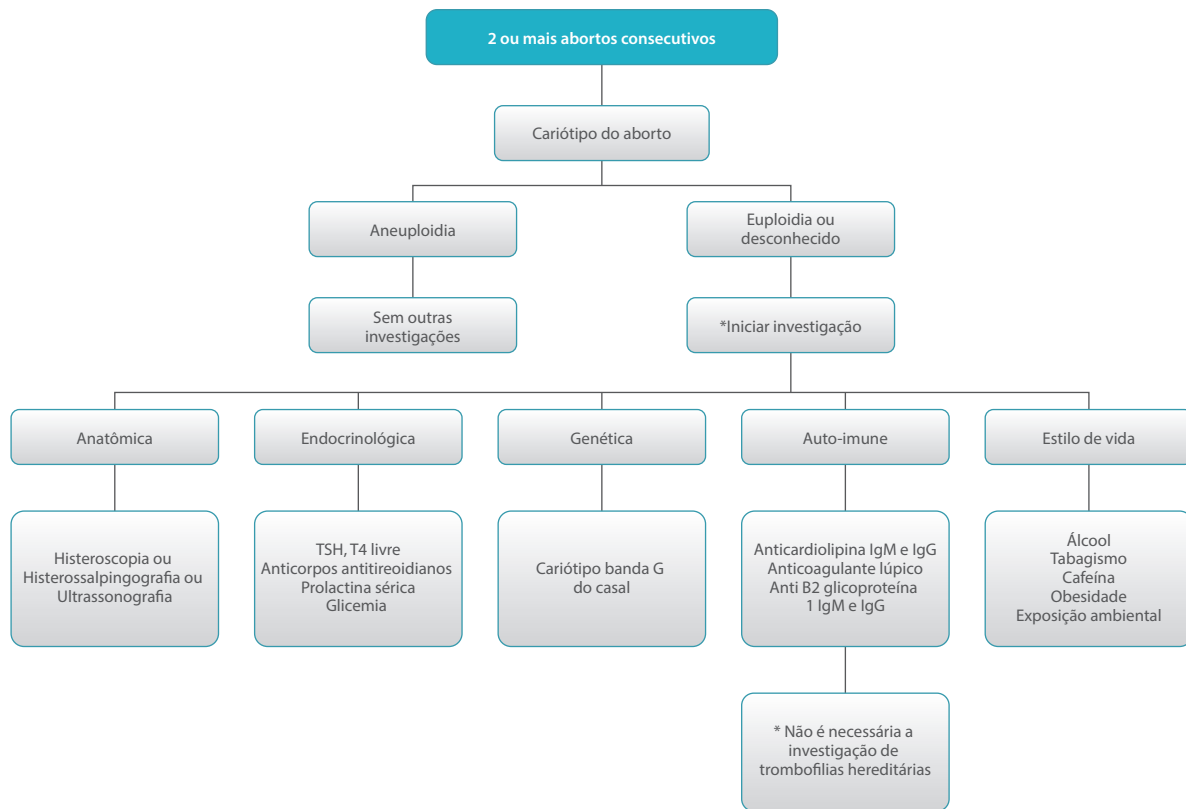 2 ou mais abortos consecutivos
Cariótipo do aborto
Aneuploidia
Euploidia ou
desconhecido
Sem outras
investigações
*Iniciar investigação
Anatômica
Endocrinológica
Genética
Auto-imune
Estilo de vida
Histeroscopia ou
Histerossalpingografia ou
Ultrassonografia
TSH, T4 livre
Anticorpos antitireoidianos
Prolactina sérica
Glicemia
Cariótipo banda G
do casal
Anticardiolipina IgM e IgG
Anticoagulante lúpico
Anti B2 glicoproteína
1 IgM e IgG
Álcool
Tabagismo
Cafeína
Obesidade
Exposição ambiental
* Não é necessária a
investigação de
trombofilias hereditárias